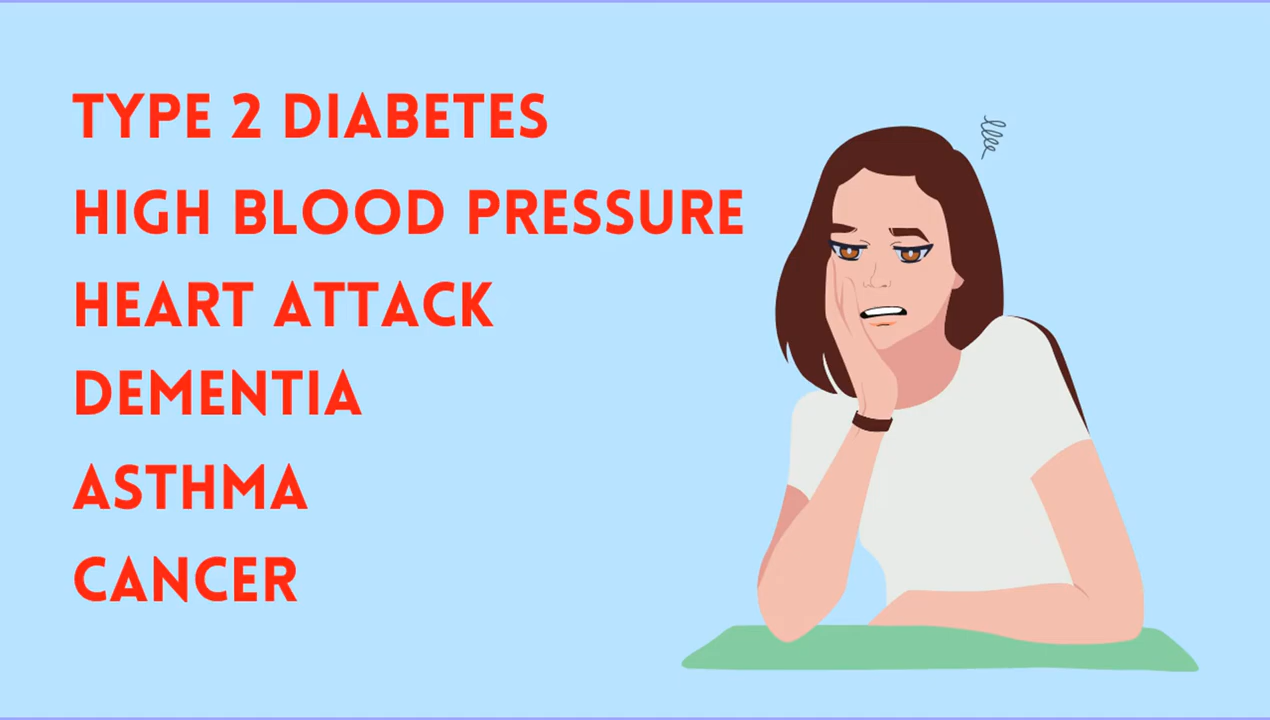 TYPE 2 DIABETES
HIGH BLOOD PRESSURE
HEART ATTACK
DEMENTIA
ASTHMA
CANCER